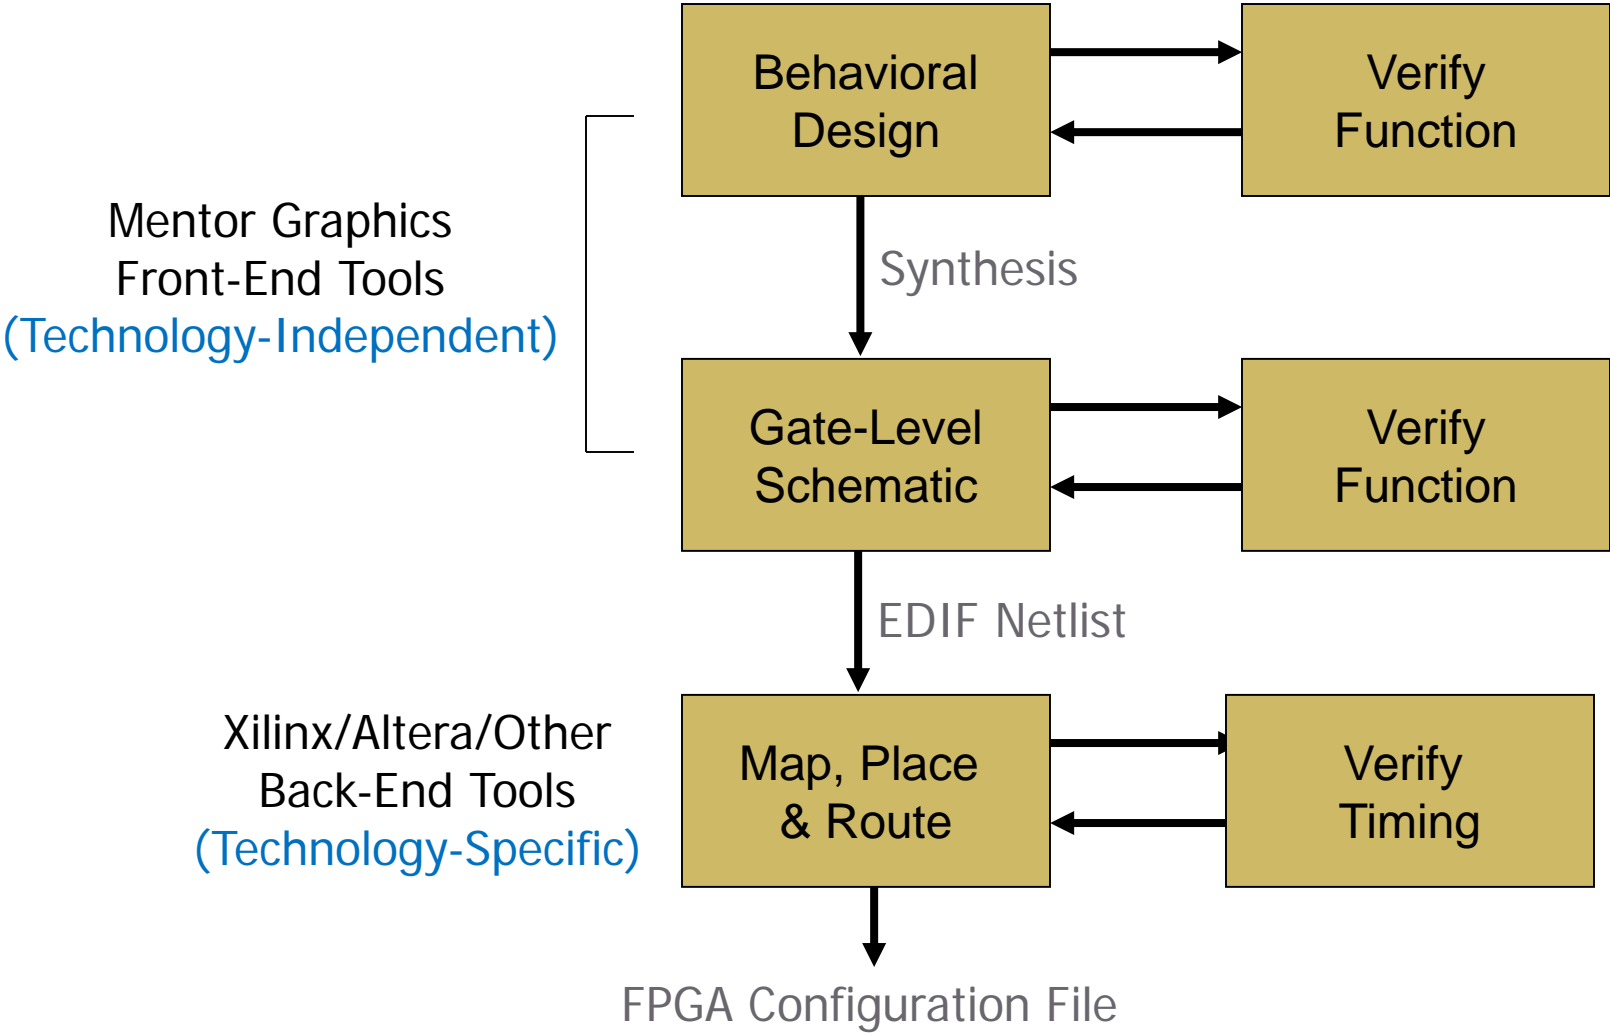 Behavioral
Design
Verify
Function
Mentor Graphics
Front-End Tools
(Technology-Independent)
Synthesis
Gate-Level
Schematic
Verify
Function
EDIF Netlist
Xilinx/Altera/Other
Back-End Tools
(Technology-Specific)
Map, Place
& Route
Verify
Timing
FPGA Configuration File